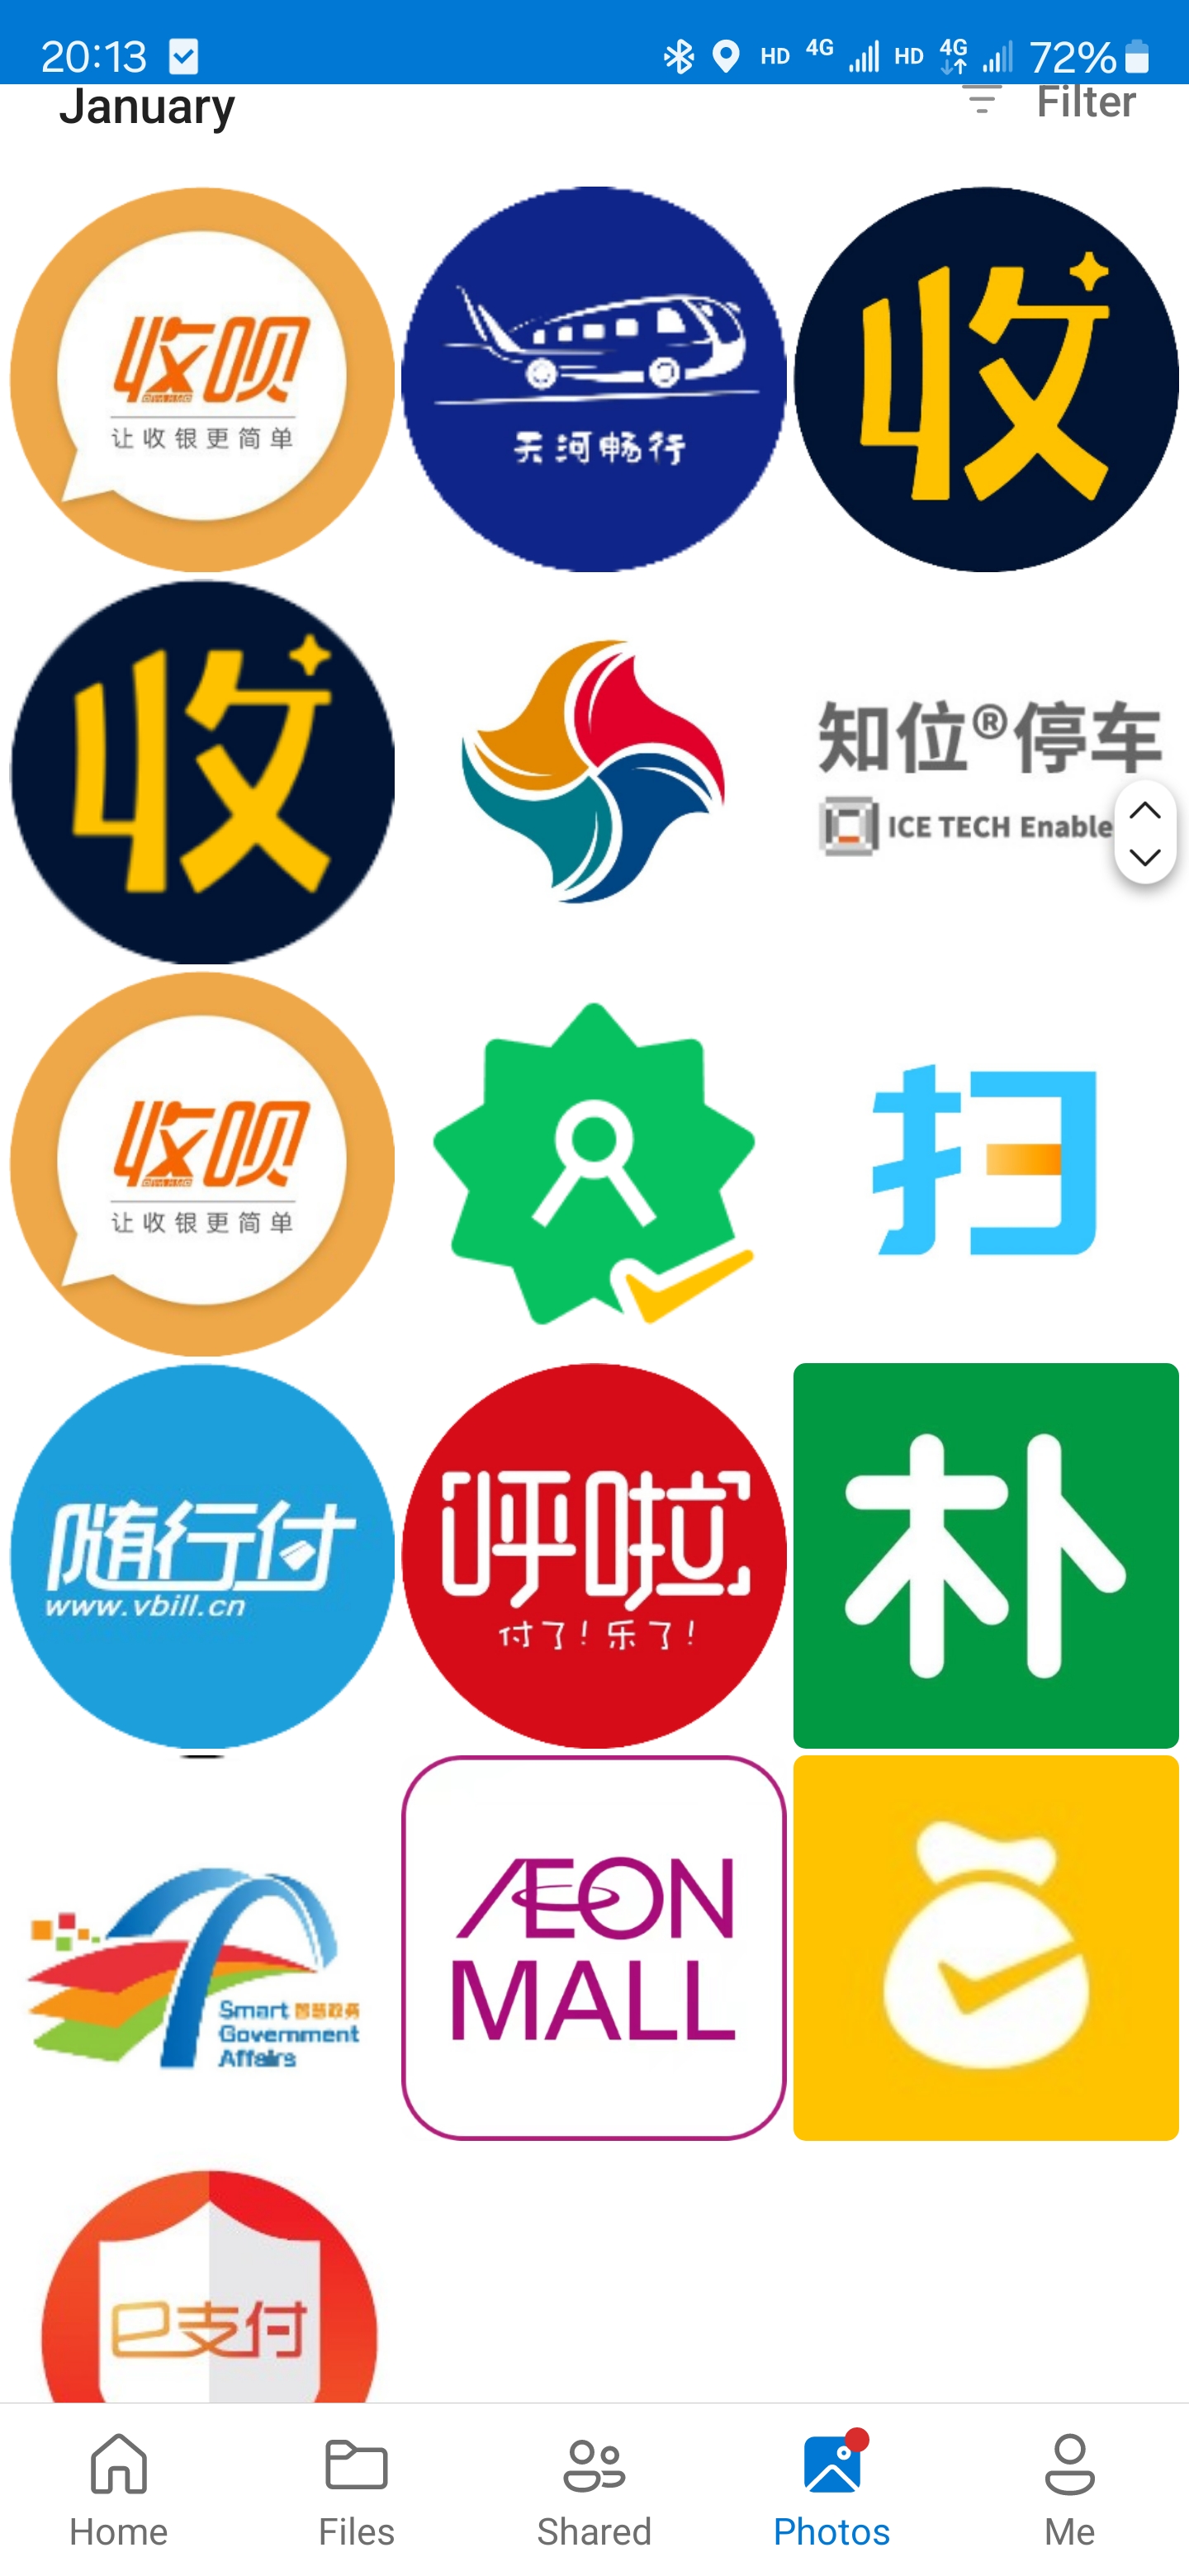 20:13
HD 4G HD 4G 72%
January
Filter
收呗
让收银更简单
天河畅行
收
收
知位®停车
ICE TECH Enable
收呗
让收银更简单
扫
随行付
www.vbill.cn
呯啦
付了!乐了!
朴
Smart 智慧政务
Government
Affairs
ÆON
MALL
已支付
Home
Files
Shared
Photos
Me